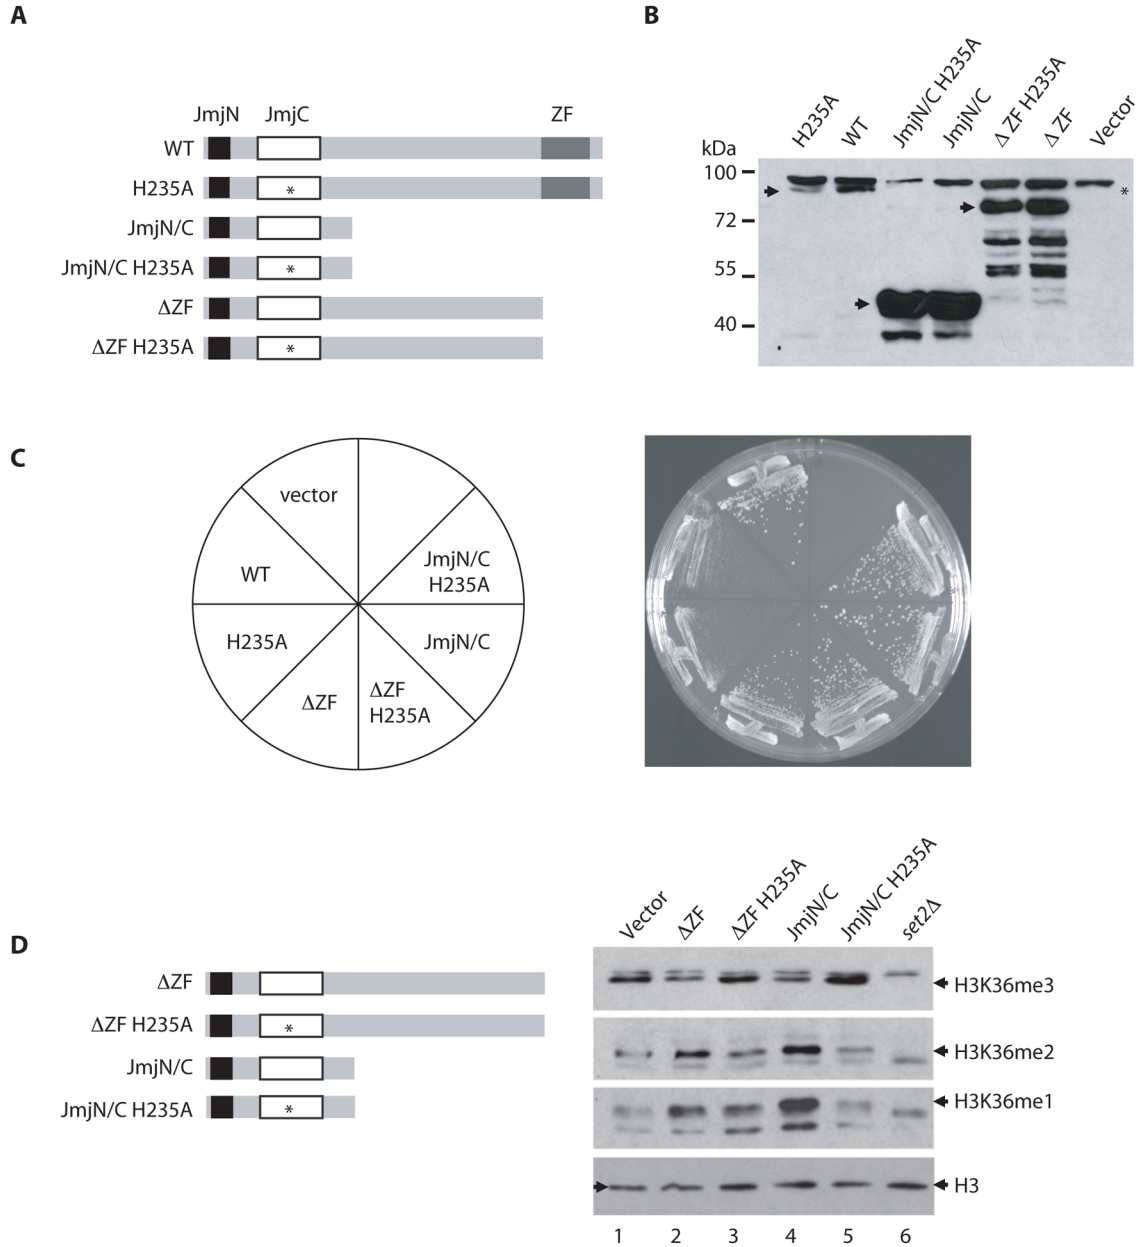 A
JmjN JmjC ZF
WT
H235A
*
JmjN/C
JmjN/C H235A
*
ΔZF
ΔZF H235A
*
B
H235A
WT
JmjN/C H235A
JmjN/C
ΔZF H235A
ΔZF
Vector
kDa
100
72
55
40
*
C
vector
WT
JmjN/C
H235A
H235A
JmjN/C
ΔZF
ΔZF
H235A
D
ΔZF
ΔZF H235A
*
JmjN/C
JmjN/C H235A
*
Vector
ΔZF
ΔZF H235A
JmjN/C
JmjN/C H235A
set2Δ
H3K36me3
H3K36me2
H3K36me1
H3
1 2 3 4 5 6